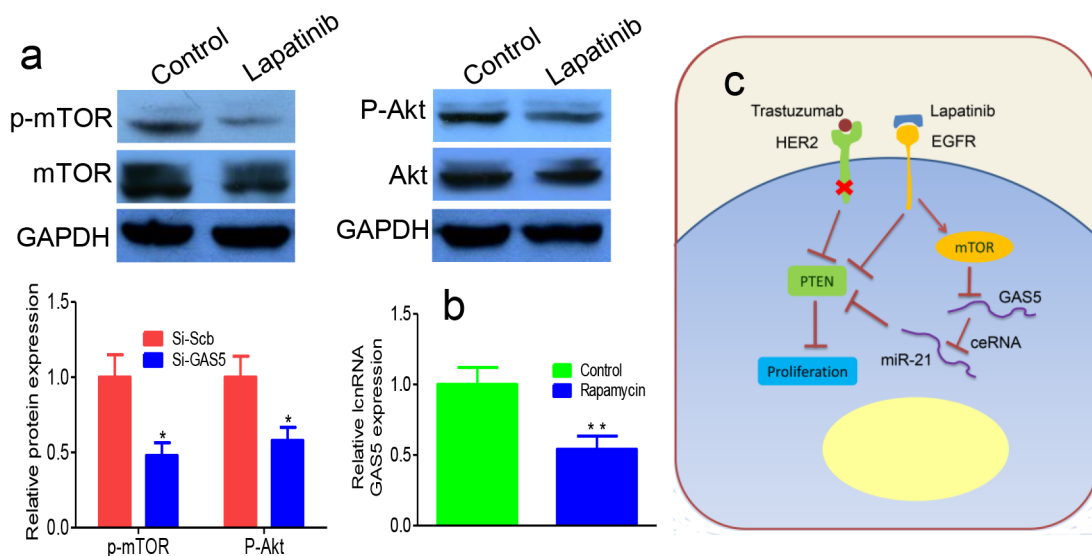 a
Control
Lapatinib
p-mTOR
mTOR
GAPDH
Control
Lapatinib
P-Akt
Akt
GAPDH
Relative protein expression
1.5
1.0
0.5
0.0
Si-Scb
Si-GAS5
*
*
p-mTOR
P-Akt
b
Relative lcnRNA
GAS5 expression
1.5
1.0
0.5
0.0
Control
Rapamycin
* *
c
Trastuzumab
HER2
Lapatinib
EGFR
mTOR
PTEN
GAS5
ceRNA
miR-21
Proliferation